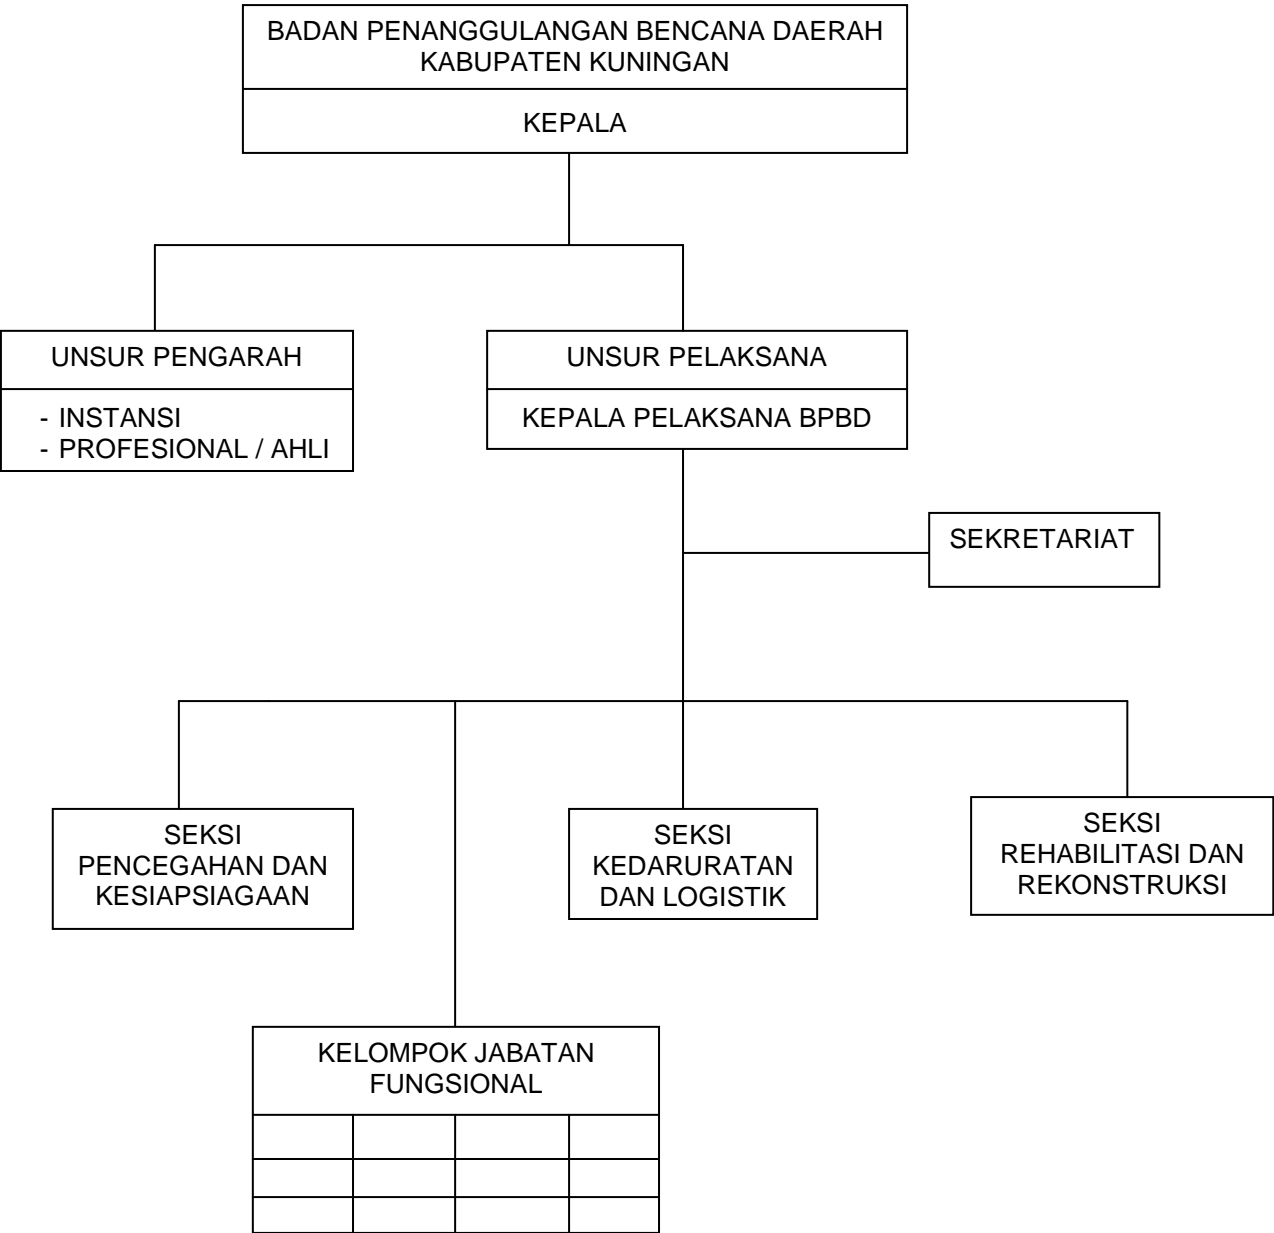 BADAN PENANGGULANGAN BENCANA DAERAH
KABUPATEN KUNINGAN
KEPALA
UNSUR PENGARAH
- INSTANSI
- PROFESIONAL / AHLI
UNSUR PELAKSANA
KEPALA PELAKSANA BPBD
SEKRETARIAT
SEKSI
PENCEGAHAN DAN
KESIAPSIAGAAN
SEKSI
KEDARURATAN
DAN LOGISTIK
SEKSI
REHABILITASI DAN
REKONSTRUKSI
KELOMPOK JABATAN
FUNGSIONAL